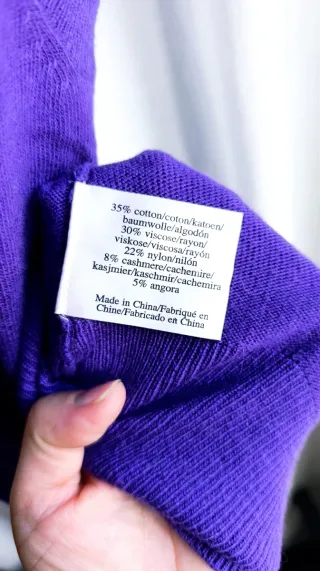 35% cotton/coton/katoen/
baumwolle/algodón
30% viscose/rayon/
viskose/viscosa/rayón
22% nylon/nilón
8% cashmere/cachemire/
kasjmier/kaschmir/cachemira
5% angora
Made in China/Fabriqué en
Chine/Fabricado en China